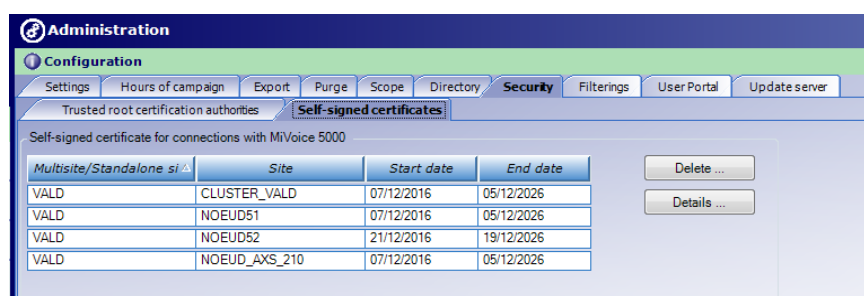 Administration
Configuration
Settings Hours of campaign Export Purge Scope Directory Security Filterings User Portal Update server
Trusted root certification authorities Self-signed certificates
Self-signed certificate for connections with MiVoice 5000
Multisite/Standalone si Site Start date End date
VALD CLUSTER_VALD 07/12/2016 05/12/2026
VALD NOEUD51 07/12/2016 05/12/2026
VALD NOEUD52 21/12/2016 19/12/2026
VALD NOEUD_AXS_210 07/12/2016 05/12/2026
Delete ...
Details ...